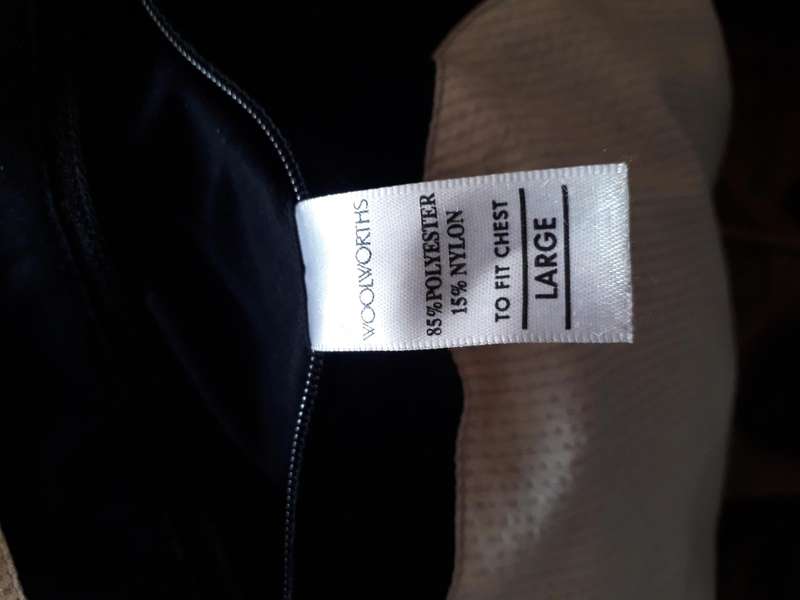 WOOLWORTHS
85%POLYESTER
15% NYLON
TO FIT CHEST
LARGE